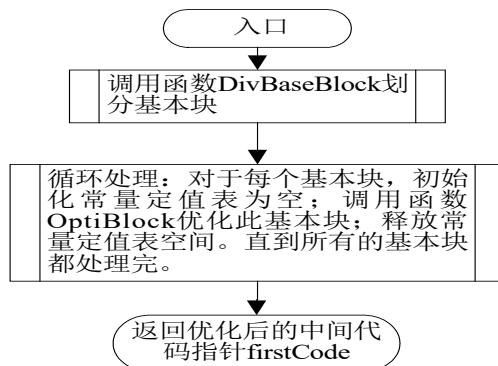 入口
调用函数DivBaseBlock划
分基本块
循环处理：对于每个基本块，初始
化常量定值表为空；调用函数
OptiBlock优化此基本块；释放常
量定值表空间。直到所有的基本块
都处理完。
返回优化后的中间代
码指针firstCode